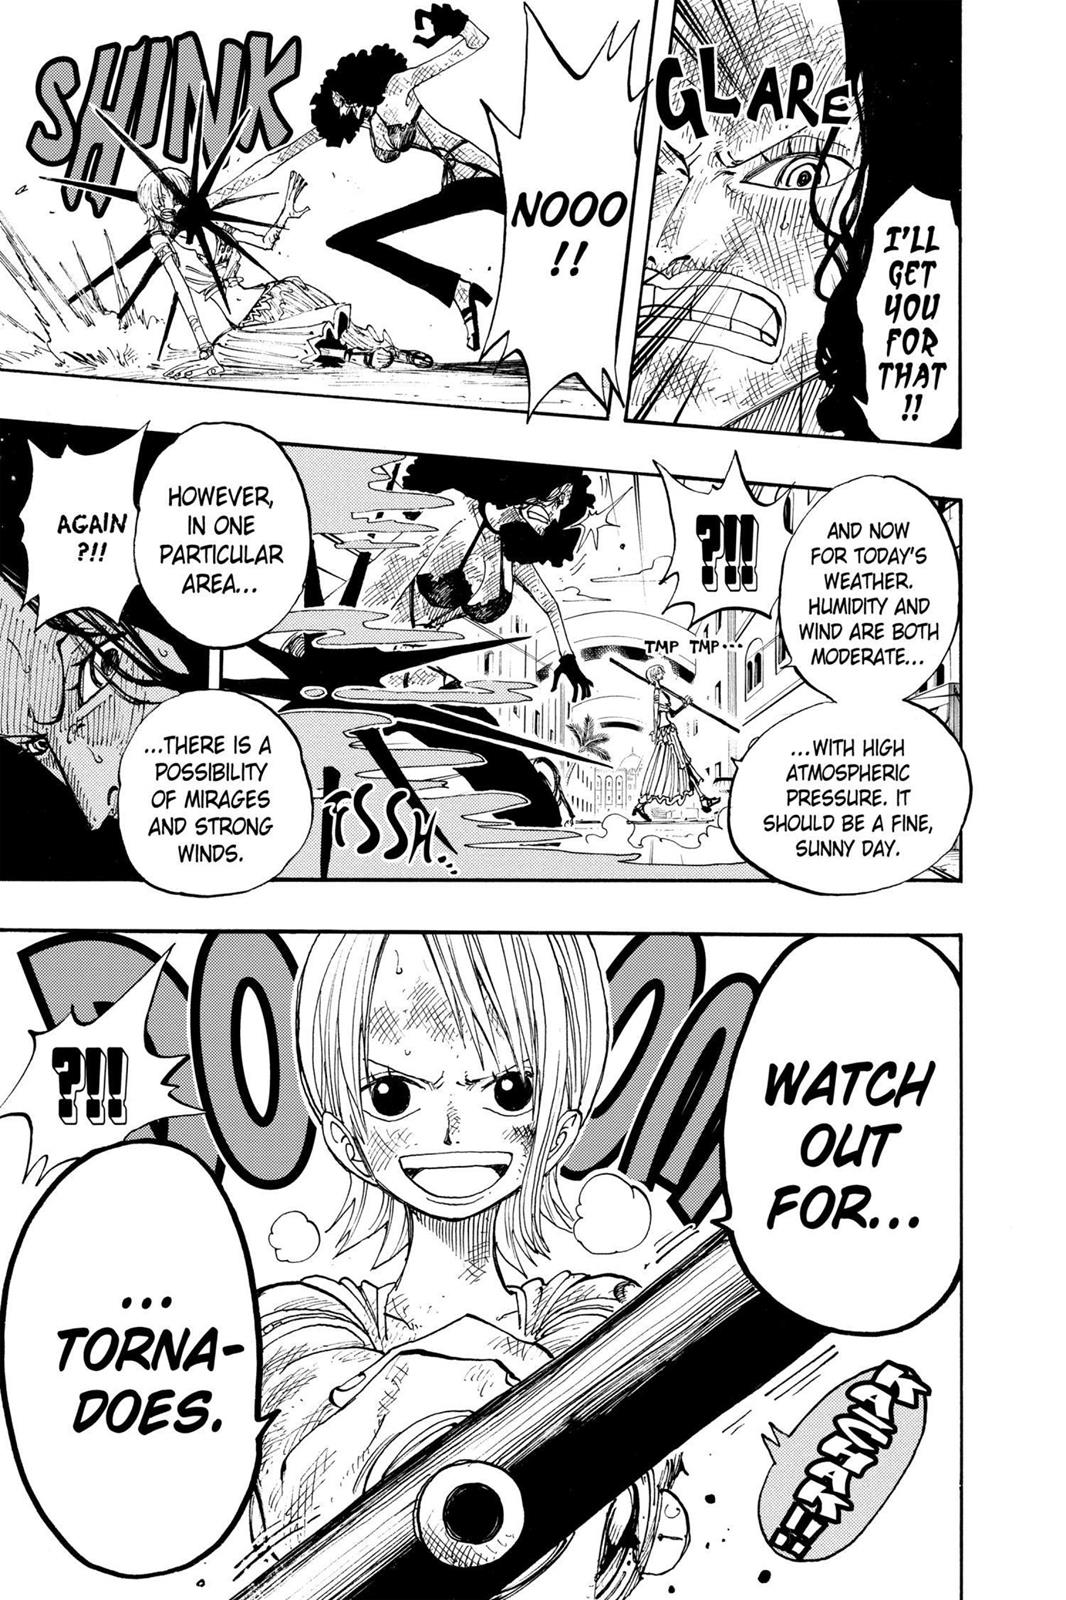 GLARE
I'LL
GET
YOU
FOR
THAT
!!
NOOO
!!
SHINK
AND NOW
FOR TODAY'S
WEATHER.
HUMIDITY AND
WIND ARE BOTH
MODERATE...
...WITH HIGH
ATMOSPHERIC
PRESSURE. IT
SHOULD BE A FINE,
SUNNY DAY.
?!!
TMP TMP...
FSSH...
HOWEVER,
IN ONE
PARTICULAR
AREA...
...THERE IS A
POSSIBILITY
OF MIRAGES
AND STRONG
WINDS.
AGAIN
?!!
WATCH
OUT
FOR...
BOOM
?!!
...
TORNA-
DOES.